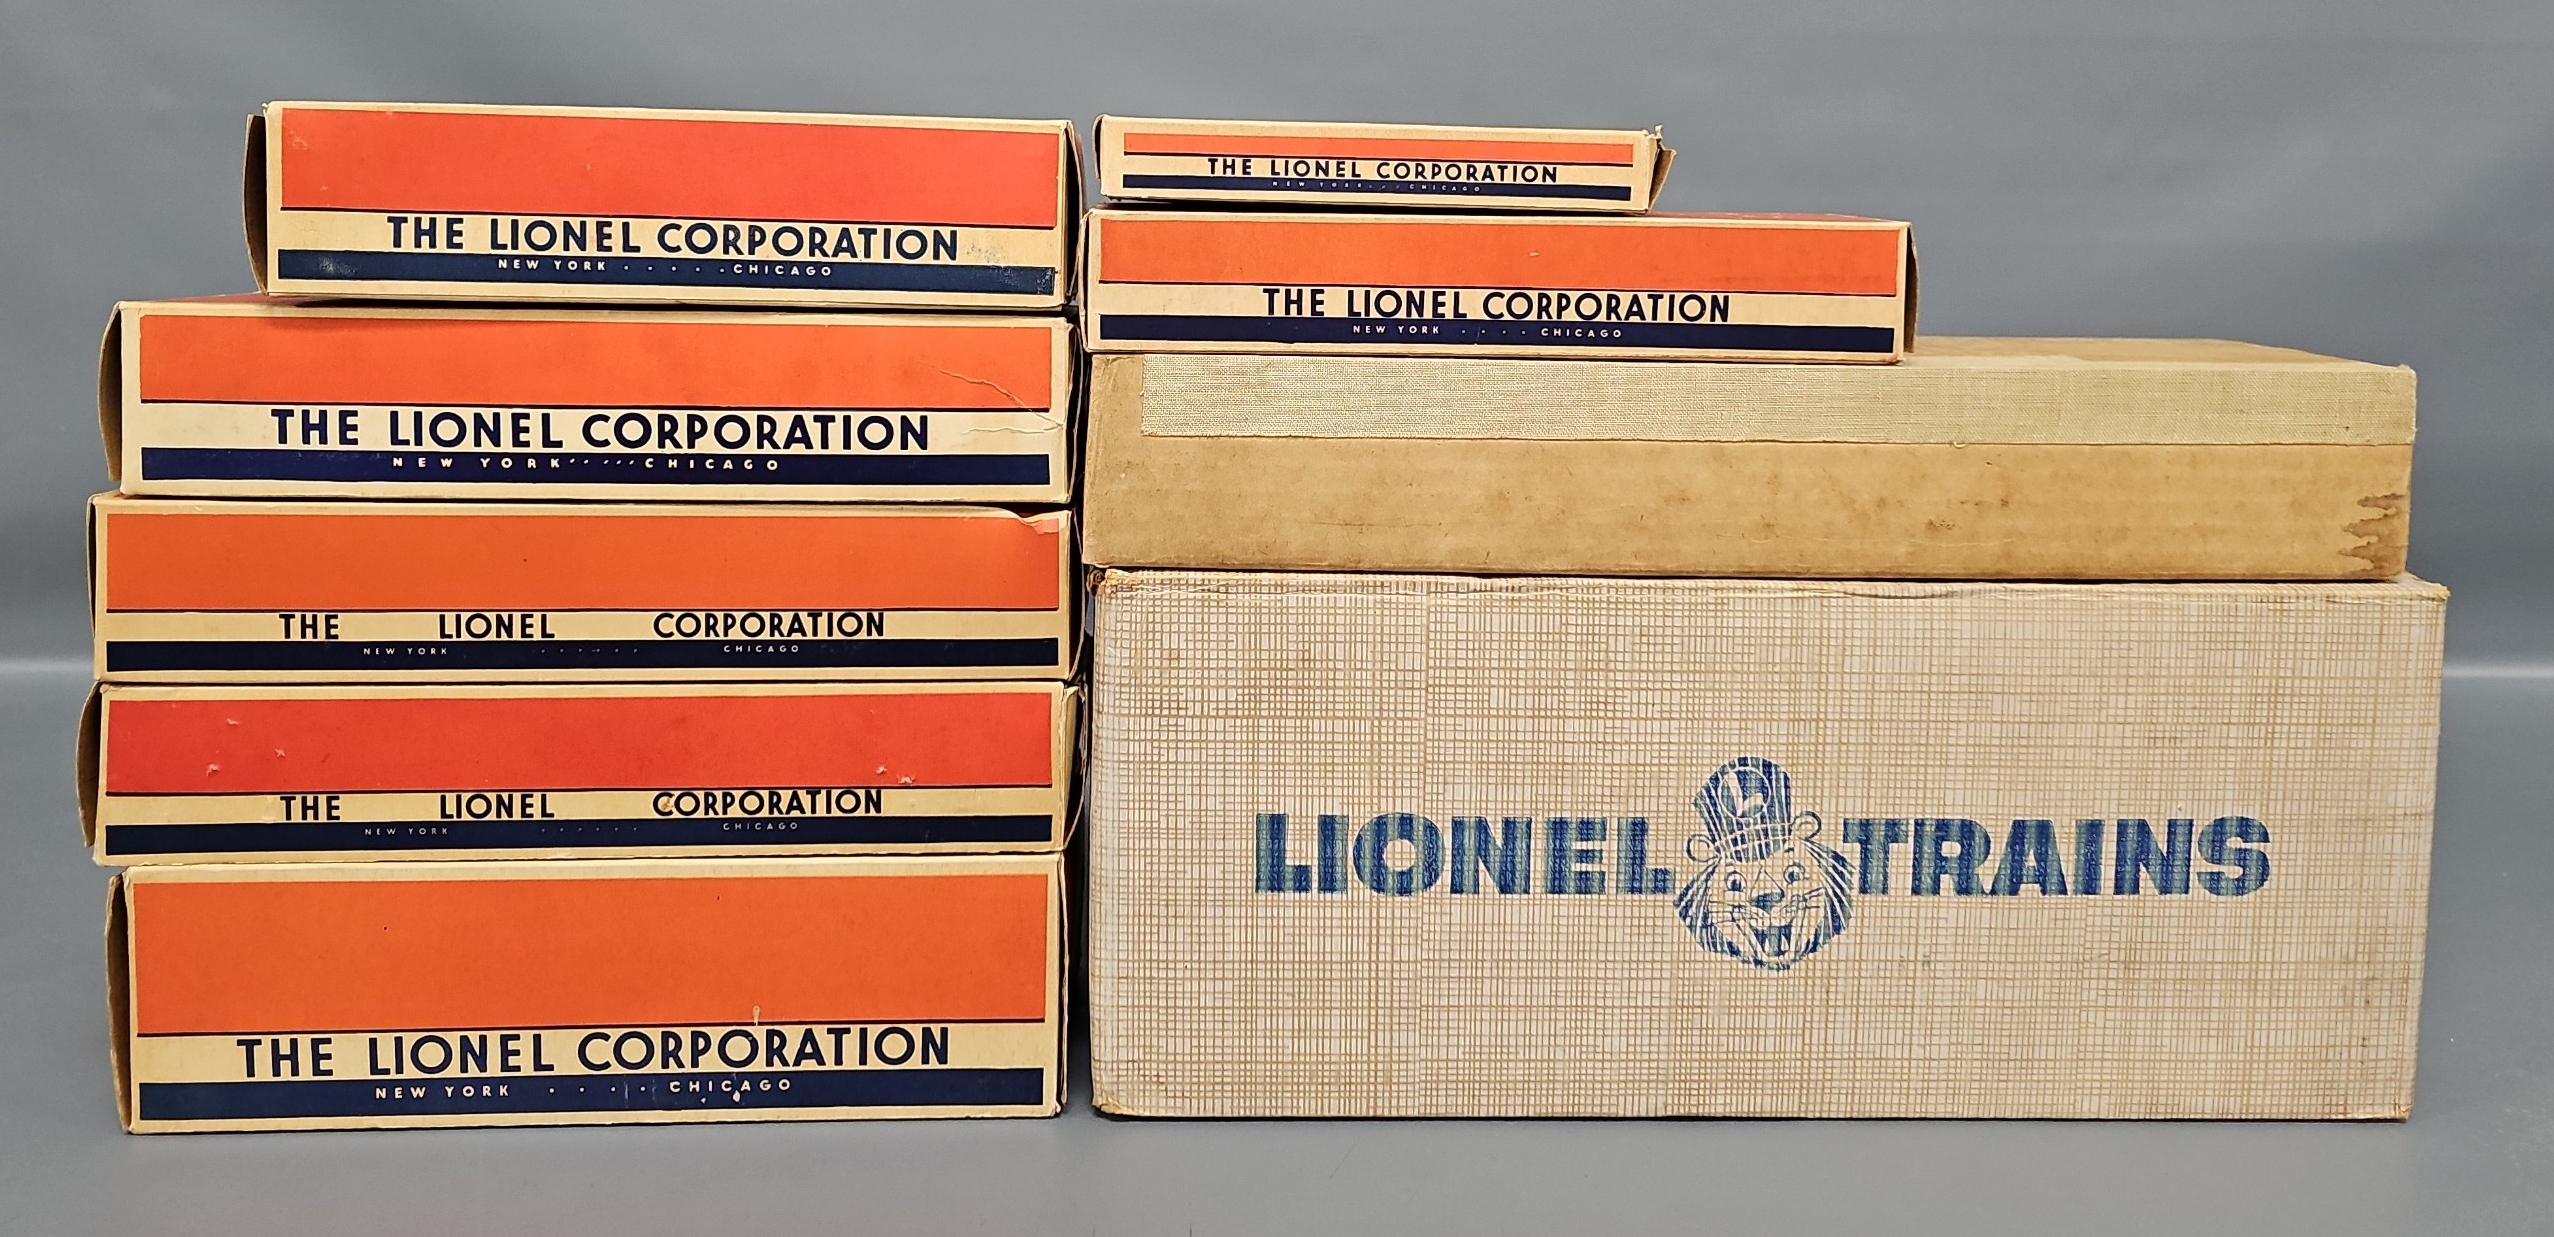 THE LIONEL CORPORATION
NEW YORK . . . . . CHICAGO
THE LIONEL CORPORATION
NEW YORK ...... CHICAGO
THE LIONEL CORPORATION
NEW YORK ...... CHICAGO
THE LIONEL CORPORATION
NEW YORK ...... CHICAGO
THE LIONEL CORPORATION
NEW YORK . . . . CHICAGO
THE LIONEL CORPORATION
NEW YORK .... CHICAGO
THE LIONEL CORPORATION
NEW YORK . . . . CHICAGO
LIONEL TRAINS
L